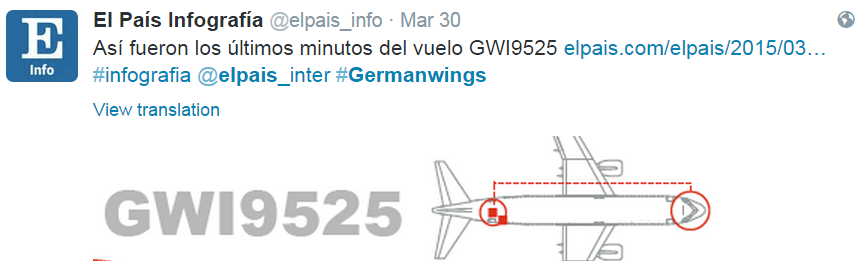 El País Infografía @elpais_info · Mar 30
Así fueron los últimos minutos del vuelo GWI9525 elpais.com/elpais/2015/03…
#infografia @elpais_inter #Germanwings
View translation
E
Info
GWI9525